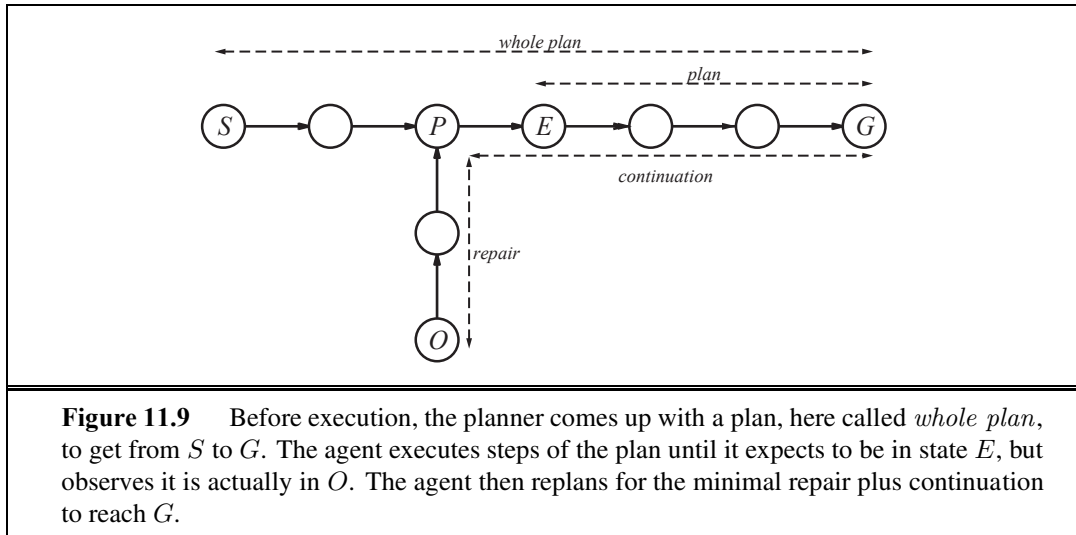 whole plan
plan
S P E G
continuation
repair
O
Figure 11.9 Before execution, the planner comes up with a plan, here called whole plan,
to get from S to G. The agent executes steps of the plan until it expects to be in state E, but
observes it is actually in O. The agent then replans for the minimal repair plus continuation
to reach G.